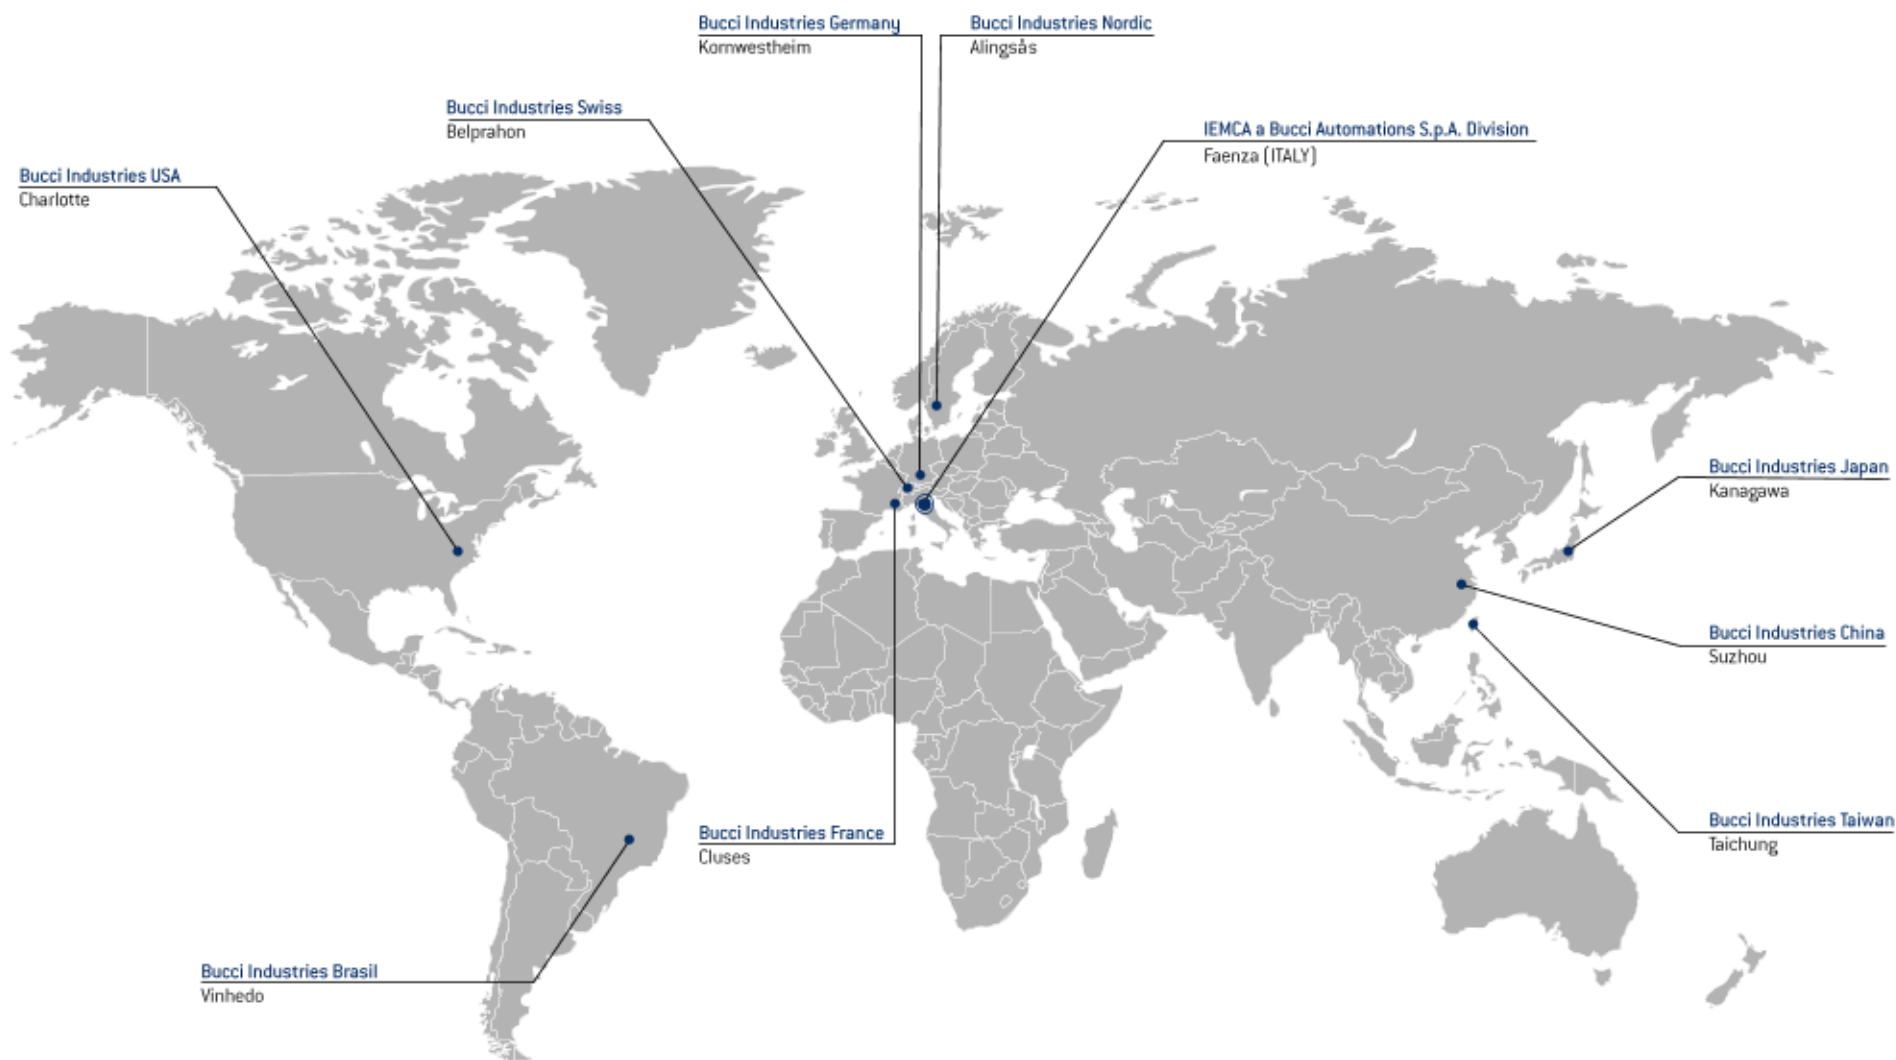 Bucci Industries Germany
Kornwestheim
Bucci Industries Nordic
Alingsås
Bucci Industries Swiss
Belprahon
IEMCA a Bucci Automations S.p.A. Division
Faenza (ITALY)
Bucci Industries USA
Charlotte
Bucci Industries Japan
Kanagawa
Bucci Industries China
Suzhou
Bucci Industries Taiwan
Taichung
Bucci Industries France
Cluses
Bucci Industries Brasil
Vinhedo